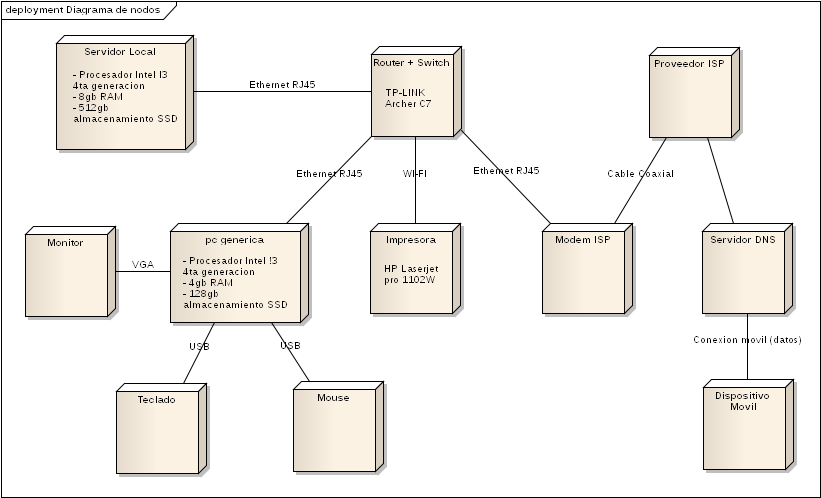 deployment Diagrama de nodos
Servidor Local
- Procesador Intel I3
4ta generacion
- 8gb RAM
- 512gb
almacenamiento SSD
Ethernet RJ45
Router + Switch
TP-LINK
Archer C7
Proveedor ISP
Ethernet RJ45
WI-FI
Ethernet RJ45
Cable Coaxial
Monitor
VGA
pc generica
- Procesador Intel !3
4ta generacion
- 4gb RAM
- 128gb
almacenamiento SSD
Impresora
HP Laserjet
pro 1102W
Modem ISP
Servidor DNS
USB
USB
Conexion movil (datos)
Teclado
Mouse
Dispositivo
Movil